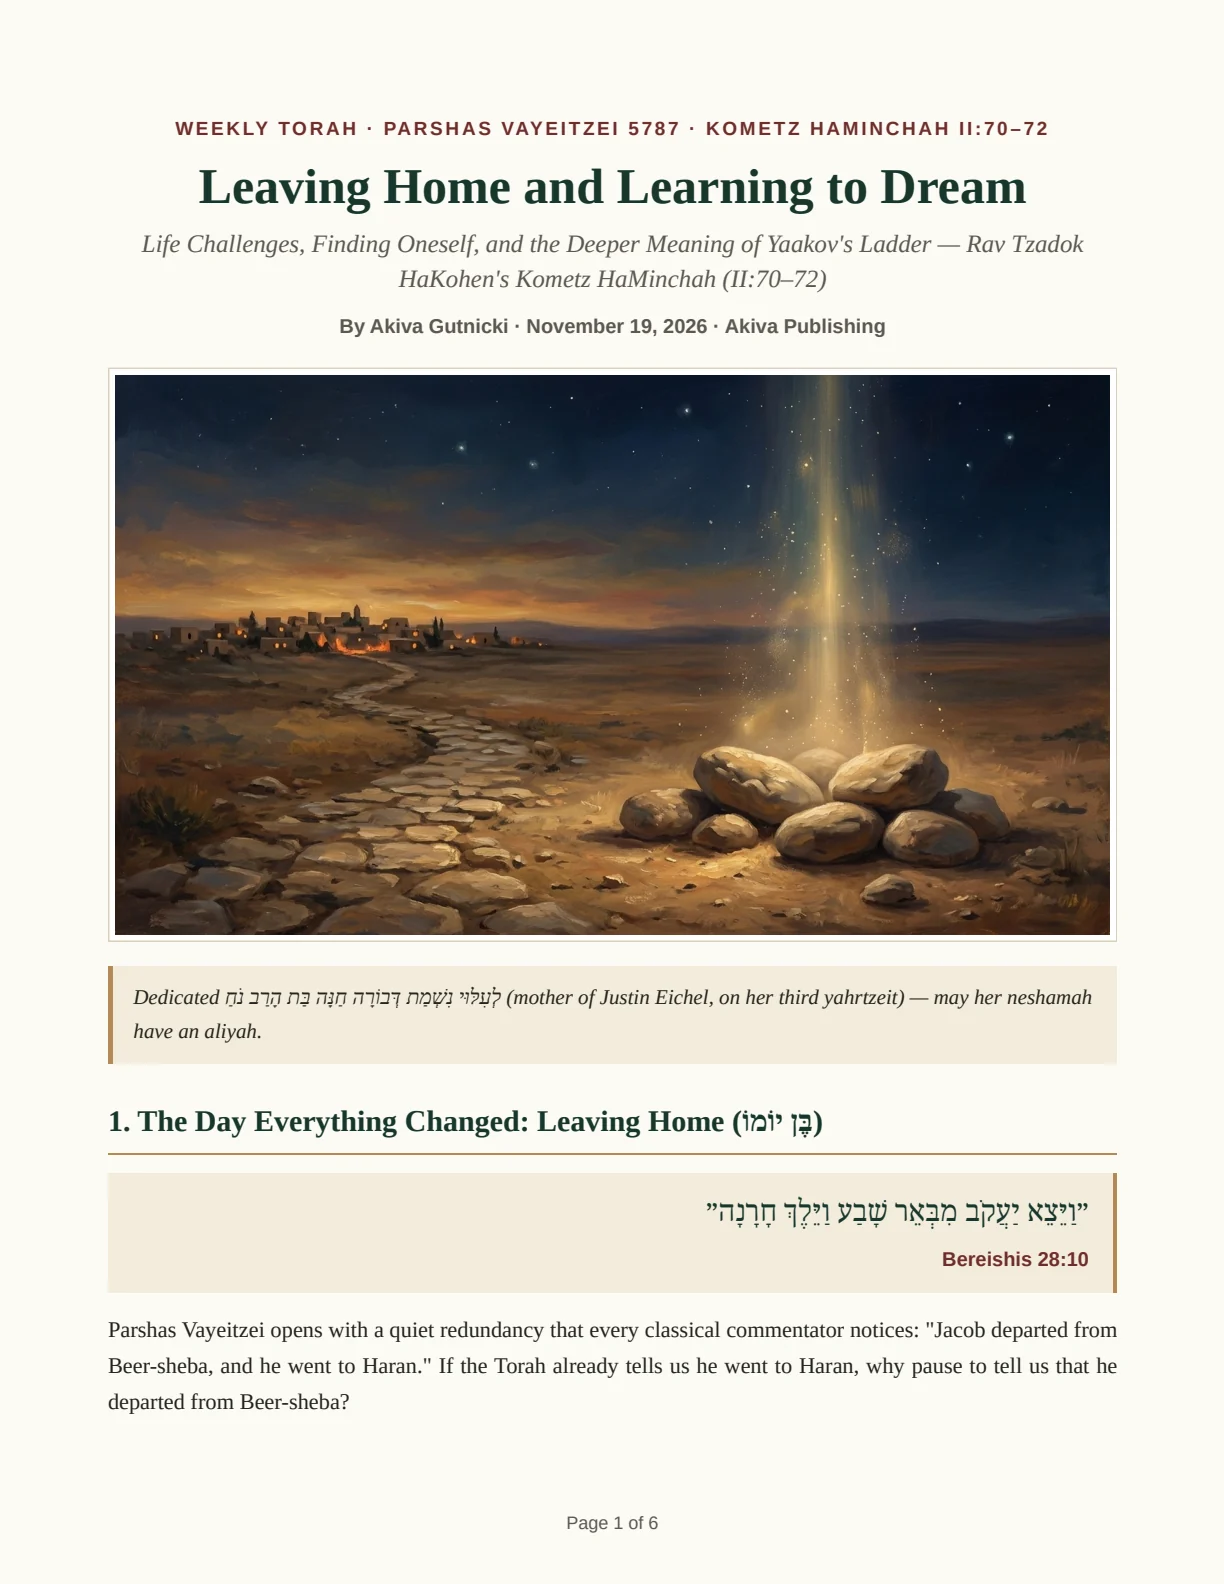 WEEKLY TORAH · PARSHAS VAYEITZEI 5787 · KOMETZ HAMINCHAH II:70–72
Leaving Home and Learning to Dream
Life Challenges, Finding Oneself, and the Deeper Meaning of Yaakov's Ladder — Rav Tzadok
HaKohen's Kometz HaMinchah (II:70–72)
By Akiva Gutnicki · November 19, 2026 · Akiva Publishing
Dedicated לְעִלּוּי נִשְׁמַת דְּבוֹרָה חַנָּה בַּת הָרַב נֹחַ (mother of Justin Eichel, on her third yahrtzeit) — may her neshamah
have an aliyah.
1. The Day Everything Changed: Leaving Home (בֶּן יוֹמוֹ)
”וַיֵּצֵא יַעֲקֹב מִבְּאֵר שָׁבַע וַיֵּלֶךְ חָרָנָה”
Bereishis 28:10
Parshas Vayeitzei opens with a quiet redundancy that every classical commentator notices: "Jacob departed from
Beer-sheba, and he went to Haran." If the Torah already tells us he went to Haran, why pause to tell us that he
departed from Beer-sheba?
Page 1 of 6